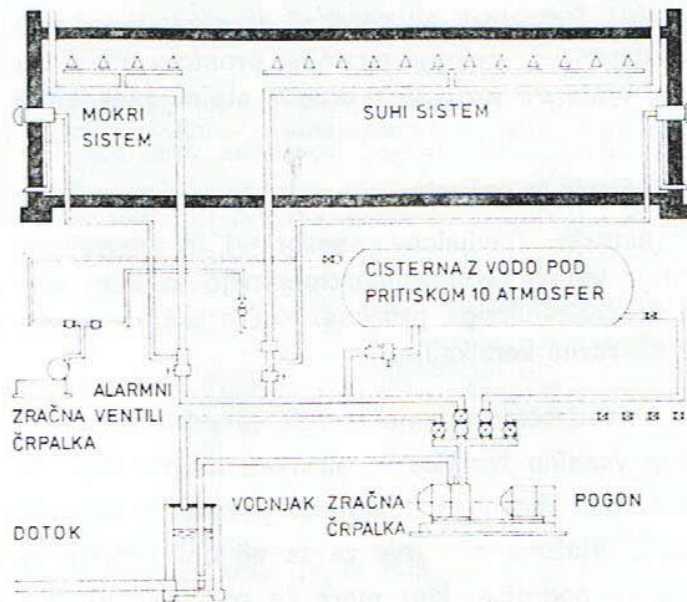 MOKRI
SISTEM
SUHI SISTEM
CISTERNA Z VODO POD
PRITISKOM 10 ATMOSFER
ALARMNI
ZRAČNA VENTILI
ČRPALKA
VODNJAK ZRAČNA
ČRPALKA
POGON
DOTOK